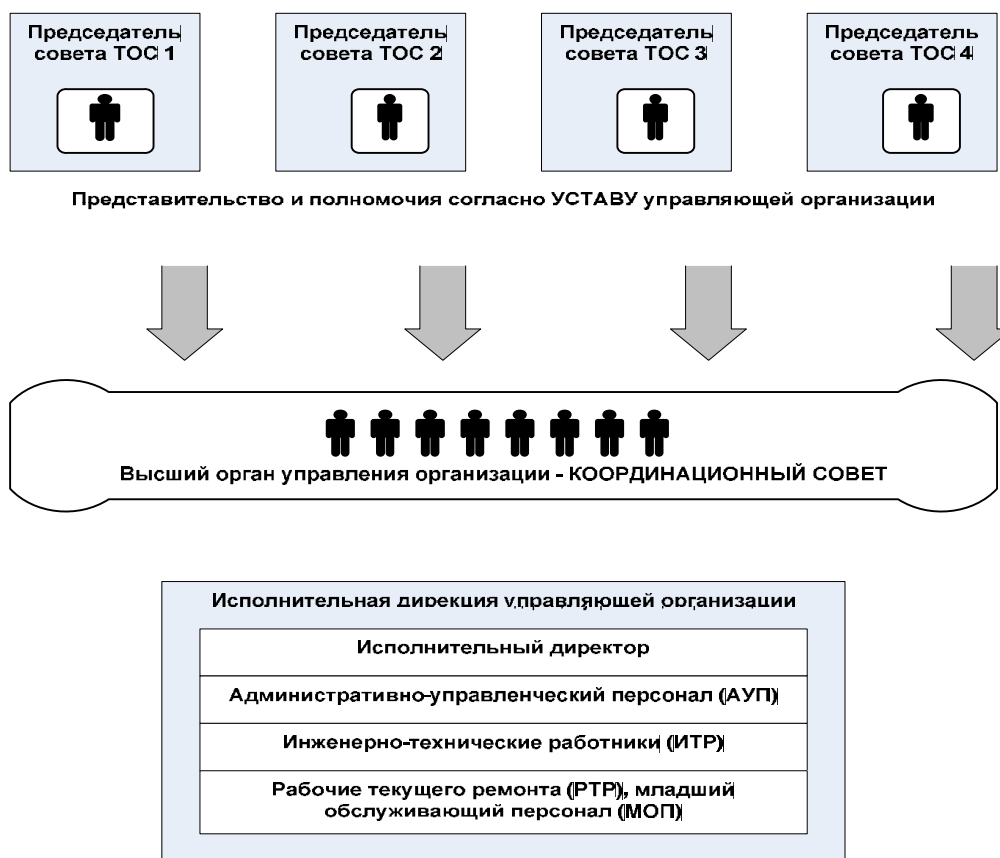 Председатель
совета ТОС 1
Председатель
совета ТОС 2
Председатель
совета ТОС 3
Председатель
совета ТОС 4
Представительство и полномочия согласно УСТАВУ управляющей организации
Высший орган управления организации - КООРДИНАЦИОННЫЙ СОВЕТ
Исполнительная дирекция управляющей организации
Исполнительный директор
Административно-управленческий персонал (АУП)
Инженерно-технические работники (ИТР)
Рабочие текущего ремонта (РТР), младший
обслуживающий персонал (МОП)